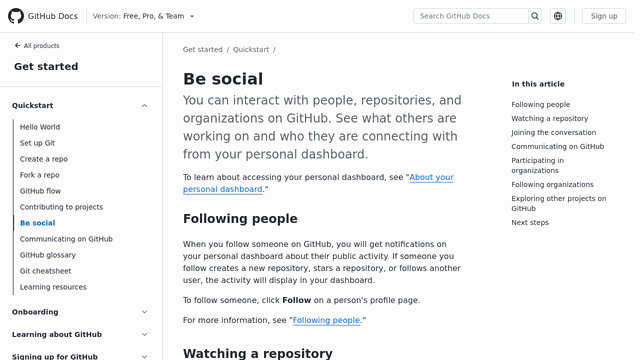 GitHub Docs
Version: Free, Pro, & Team
Search GitHub Docs
Sign up
All products
Get started
Quickstart
Hello World
Set up Git
Create a repo
Fork a repo
GitHub flow
Contributing to projects
Be social
Communicating on GitHub
GitHub glossary
Git cheatsheet
Learning resources
Onboarding
Learning about GitHub
Signing up for GitHub
Get started / Quickstart /
Be social
You can interact with people, repositories, and
organizations on GitHub. See what others are
working on and who they are connecting with
from your personal dashboard.
To learn about accessing your personal dashboard, see "About your
personal dashboard."
Following people
When you follow someone on GitHub, you will get notifications on
your personal dashboard about their public activity. If someone you
follow creates a new repository, stars a repository, or follows another
user, the activity will display in your dashboard.
To follow someone, click Follow on a person's profile page.
For more information, see "Following people."
Watching a repository
In this article
Following people
Watching a repository
Joining the conversation
Communicating on GitHub
Participating in
organizations
Following organizations
Exploring other projects on
GitHub
Next steps